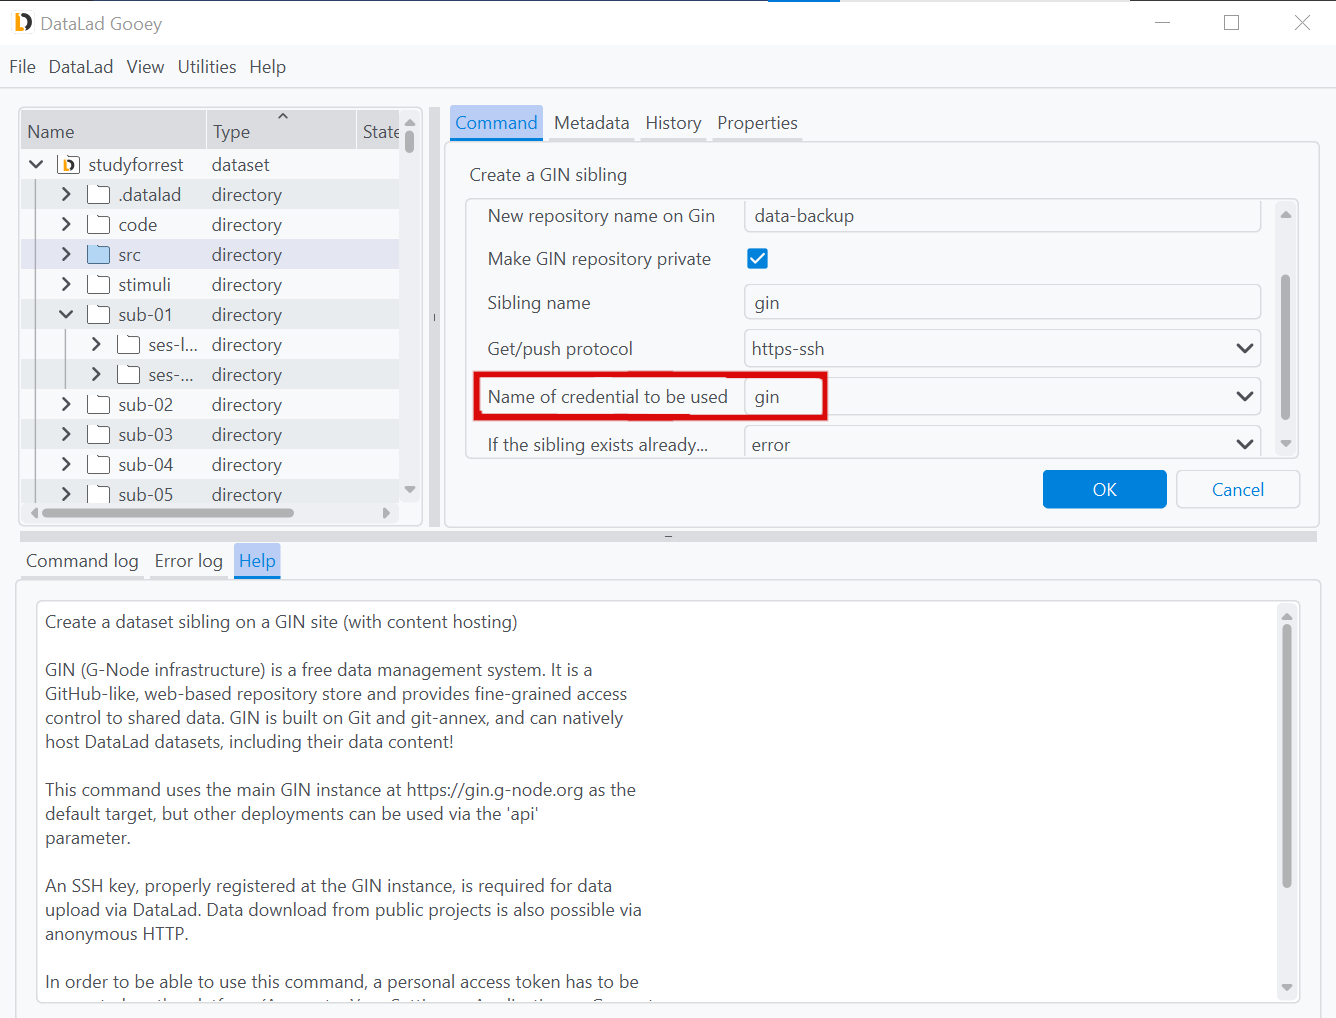 DataLad Gooey
File DataLad View Utilities Help
Name Type State
studyforrest dataset
.datalad directory
code directory
src directory
stimuli directory
sub-01 directory
ses-l... directory
ses-... directory
sub-02 directory
sub-03 directory
sub-04 directory
sub-05 directory
Command Metadata History Properties
Create a GIN sibling
New repository name on Gin data-backup
Make GIN repository private
Sibling name gin
Get/push protocol https-ssh
Name of credential to be used gin
If the sibling exists already... error
OK Cancel
Command log Error log Help
Create a dataset sibling on a GIN site (with content hosting)
GIN (G-Node infrastructure) is a free data management system. It is a
GitHub-like, web-based repository store and provides fine-grained access
control to shared data. GIN is built on Git and git-annex, and can natively
host DataLad datasets, including their data content!
This command uses the main GIN instance at https://gin.g-node.org as the
default target, but other deployments can be used via the 'api'
parameter.
An SSH key, properly registered at the GIN instance, is required for data
upload via DataLad. Data download from public projects is also possible via
anonymous HTTP.
In order to be able to use this command, a personal access token has to be